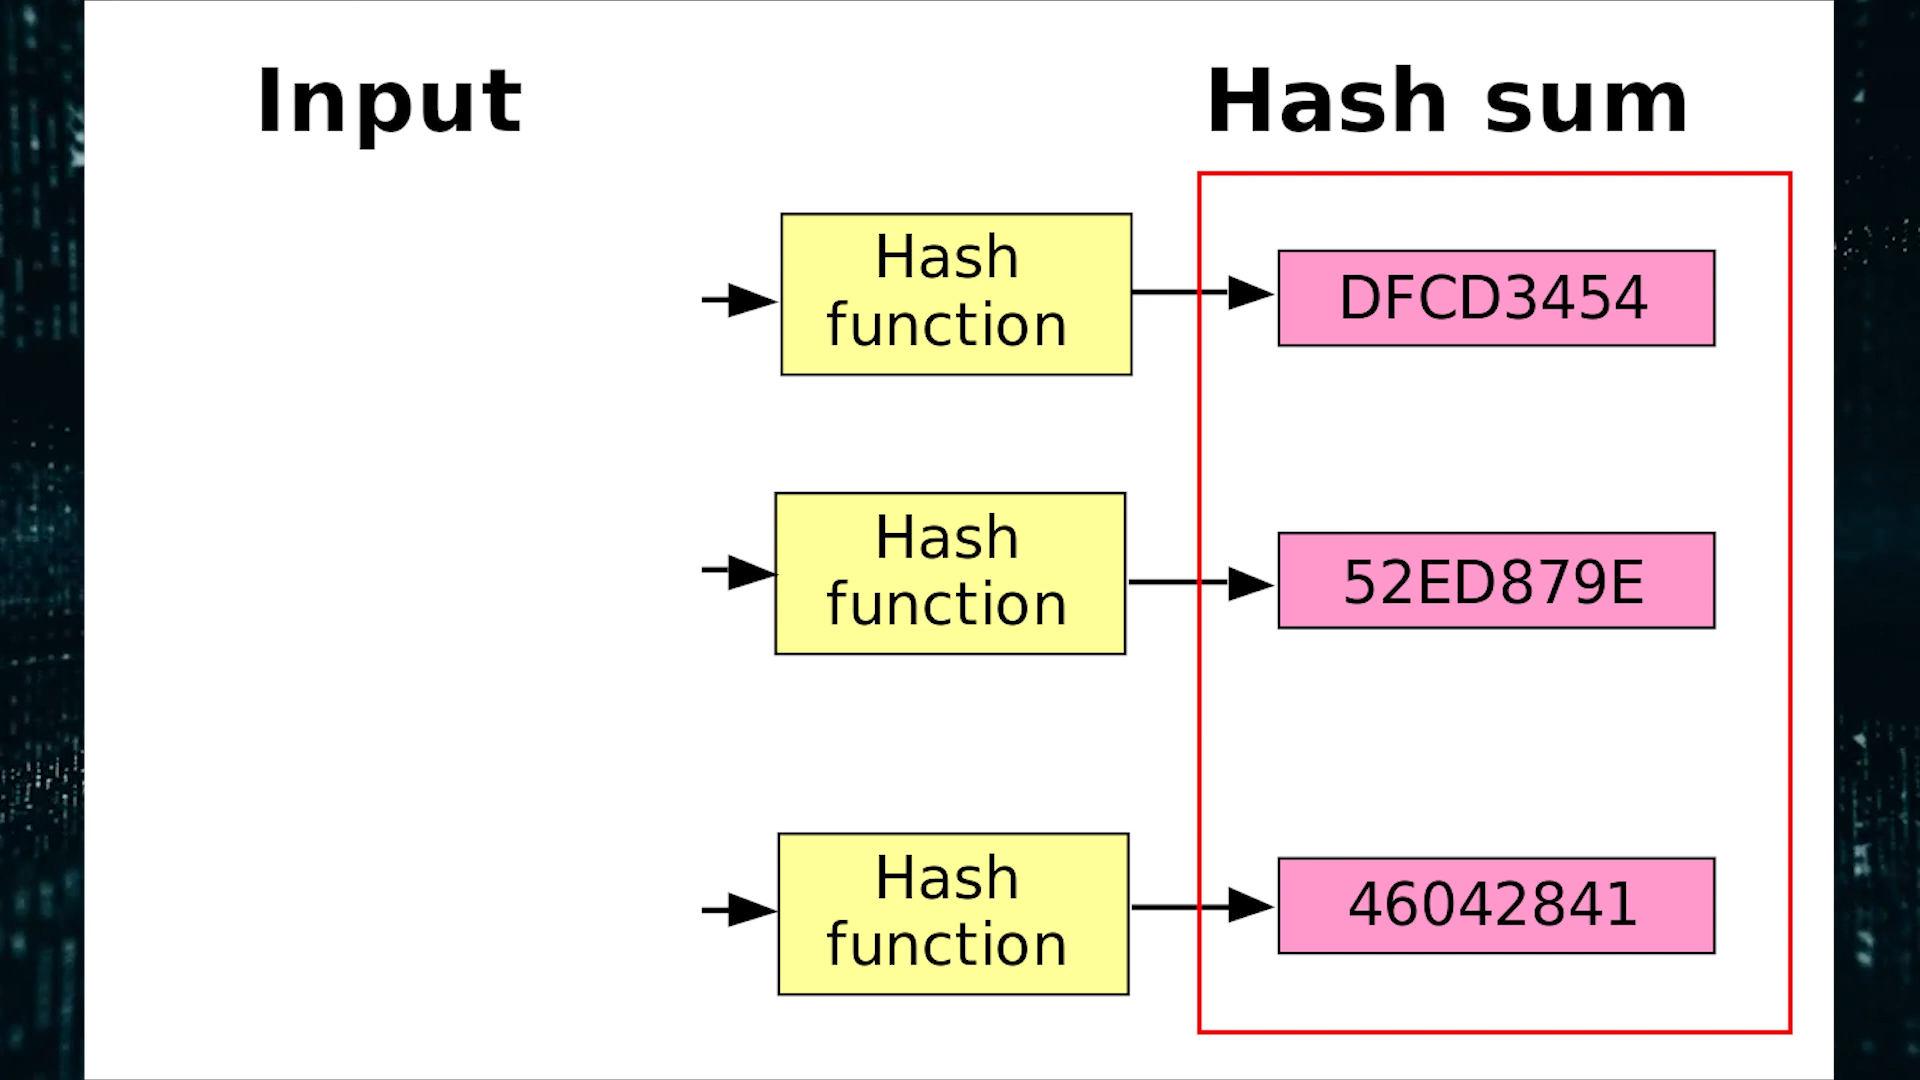 Input
Hash sum
Hash
function
DFCD3454
Hash
function
52ED879E
Hash
function
46042841